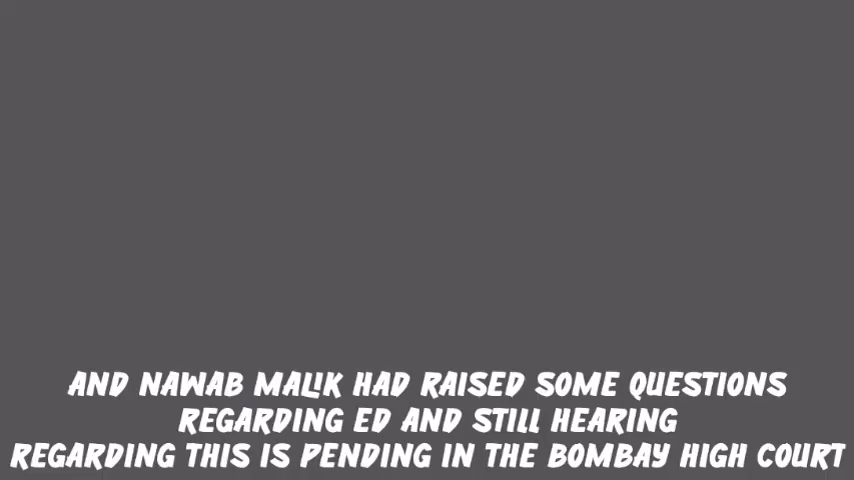 AND NAWAB MALIK HAD RAISED SOME QUESTIONS
REGARDING ED AND STILL HEARING
REGARDING THIS IS PENDING IN THE BOMBAY HIGH COURT